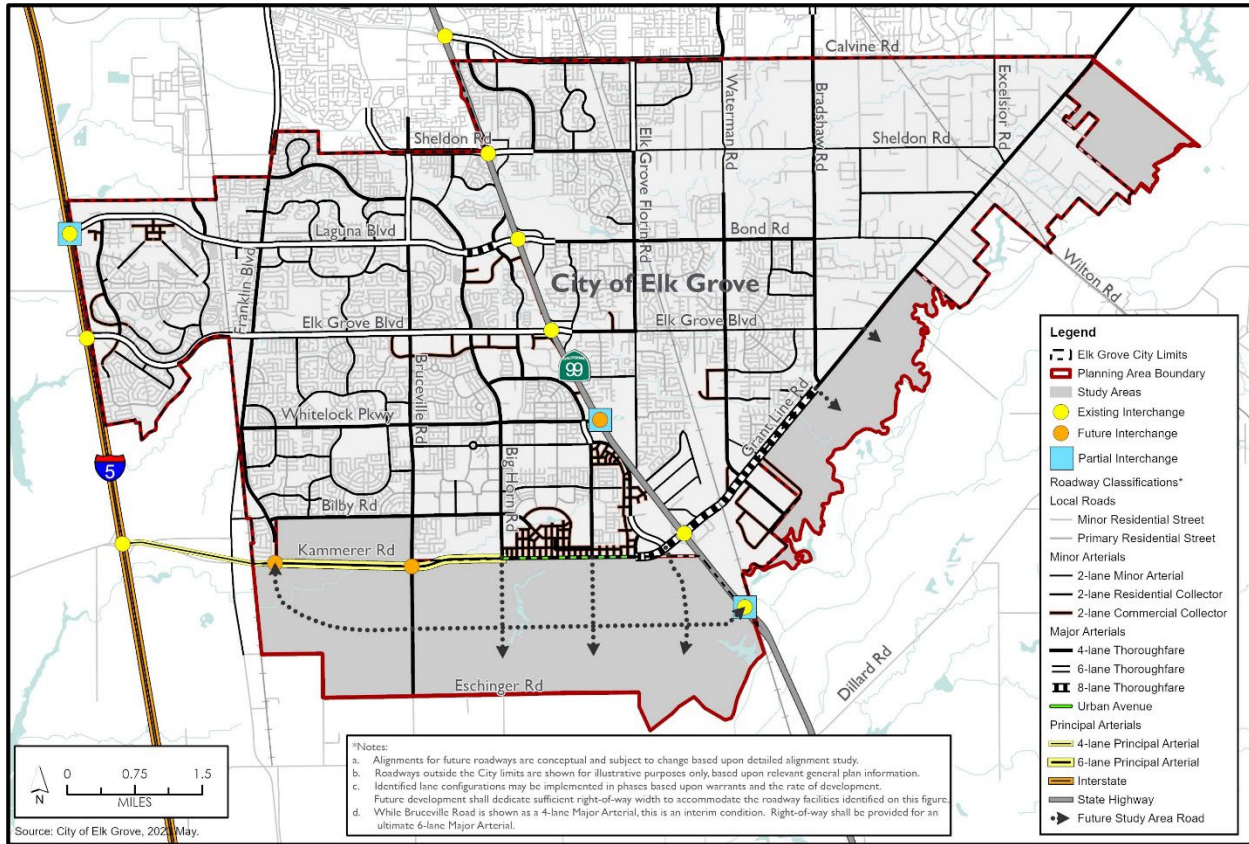 Calvine Rd
Excelsior Rd
Waterman Rd
Bradshaw Rd
Sheldon Rd
Sheldon Rd
Elk Grove Florin Rd
Laguna Blvd
Bond Rd
Franklin Blvd
Wilton Rd
City of Elk Grove
Elk Grove Blvd
Elk Grove Blvd
CALIFORNIA
99
Bruceville Rd
Grant Line Rd
Whitelock Pkwy
5
Big Horn Rd
Bilby Rd
Kammerer Rd
Eschinger Rd
Dillard Rd
Legend
Elk Grove City Limits
Planning Area Boundary
Study Areas
Existing Interchange
Future Interchange
Partial Interchange
Roadway Classifications*
Local Roads
Minor Residential Street
Primary Residential Street
Minor Arterials
2-lane Minor Arterial
2-lane Residential Collector
2-lane Commercial Collector
Major Arterials
4-lane Thoroughfare
6-lane Thoroughfare
8-lane Thoroughfare
Urban Avenue
Principal Arterials
4-lane Principal Arterial
6-lane Principal Arterial
Interstate
State Highway
Future Study Area Road
N
0 0.75 1.5
MILES
Source: City of Elk Grove, 2023 May.
*Notes:
a. Alignments for future roadways are conceptual and subject to change based upon detailed alignment study.
b. Roadways outside the City limits are shown for illustrative purposes only, based upon relevant general plan information.
c. Identified lane configurations may be implemented in phases based upon warrants and the rate of development.
Future development shall dedicate sufficient right-of-way width to accommodate the roadway facilities identified on this figure.
d. While Bruceville Road is shown as a 4-lane Major Arterial, this is an interim condition. Right-of-way shall be provided for an
ultimate 6-lane Major Arterial.